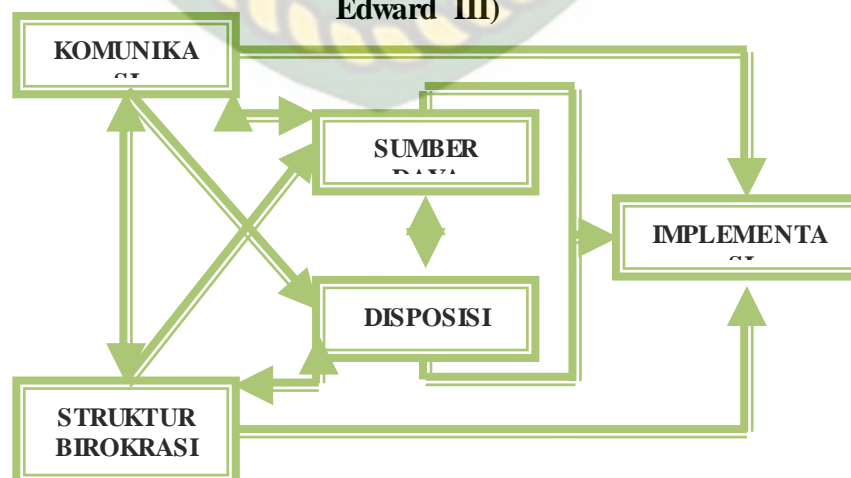 Edward III)
KOMUNIKA
SUMBER
IMPLEMENTA
DISPOSISI
STRUKTUR
BIROKRASI